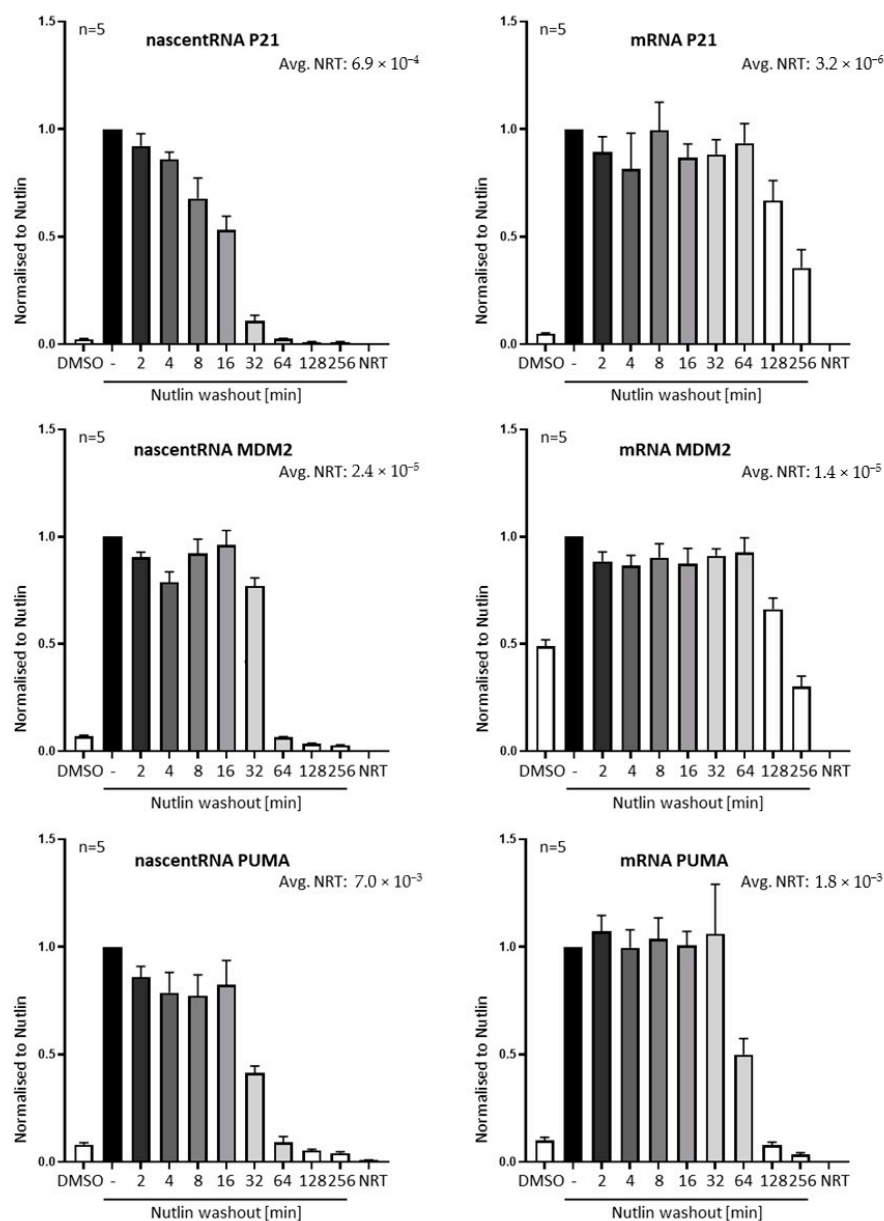 n=5
nascentRNA P21
Avg. NRT: 6.9 × 10⁻⁴
Normalised to Nutlin
1.5
1.0
0.5
0.0
DMSO - 2 4 8 16 32 64 128 256 NRT
Nutlin washout [min]
n=5
mRNA P21
Avg. NRT: 3.2 × 10⁻⁶
Normalised to Nutlin
1.5
1.0
0.5
0.0
DMSO - 2 4 8 16 32 64 128 256 NRT
Nutlin washout [min]
n=5
nascentRNA MDM2
Avg. NRT: 2.4 × 10⁻⁵
Normalised to Nutlin
1.5
1.0
0.5
0.0
DMSO - 2 4 8 16 32 64 128 256 NRT
Nutlin washout [min]
n=5
mRNA MDM2
Avg. NRT: 1.4 × 10⁻⁵
Normalised to Nutlin
1.5
1.0
0.5
0.0
DMSO - 2 4 8 16 32 64 128 256 NRT
Nutlin washout [min]
n=5
nascentRNA PUMA
Avg. NRT: 7.0 × 10⁻³
Normalised to Nutlin
1.5
1.0
0.5
0.0
DMSO - 2 4 8 16 32 64 128 256 NRT
Nutlin washout [min]
n=5
mRNA PUMA
Avg. NRT: 1.8 × 10⁻³
Normalised to Nutlin
1.5
1.0
0.5
0.0
DMSO - 2 4 8 16 32 64 128 256 NRT
Nutlin washout [min]